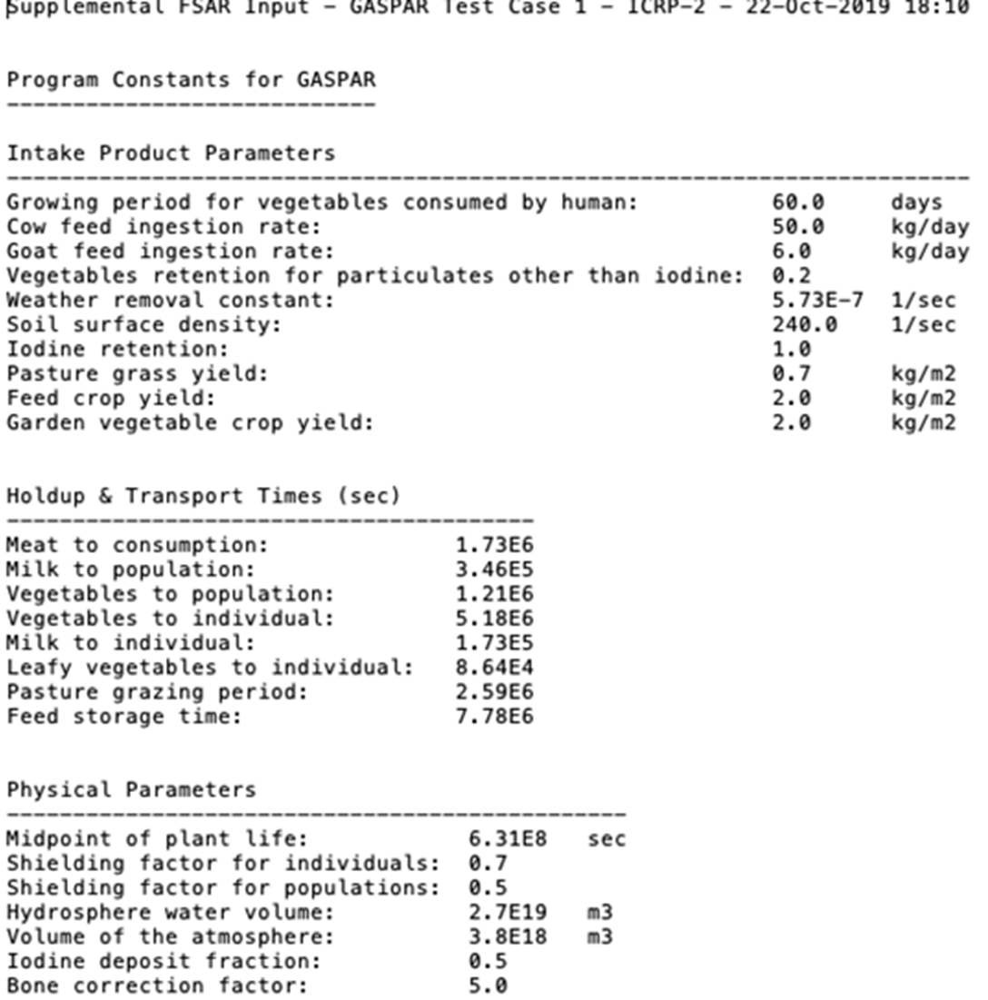 Supplemental FSAR Input - GASPAR Test Case 1 - ICRP-2 - 22-Oct-2019 18:10
Program Constants for GASPAR
----------------------------
Intake Product Parameters
-------------------------------------------------------------------------
Growing period for vegetables consumed by human: 60.0 days
Cow feed ingestion rate: 50.0 kg/day
Goat feed ingestion rate: 6.0 kg/day
Vegetables retention for particulates other than iodine: 0.2
Weather removal constant: 5.73E-7 1/sec
Soil surface density: 240.0 1/sec
Iodine retention: 1.0
Pasture grass yield: 0.7 kg/m2
Feed crop yield: 2.0 kg/m2
Garden vegetable crop yield: 2.0 kg/m2
Holdup & Transport Times (sec)
----------------------------------------
Meat to consumption: 1.73E6
Milk to population: 3.46E5
Vegetables to population: 1.21E6
Vegetables to individual: 5.18E6
Milk to individual: 1.73E5
Leafy vegetables to individual: 8.64E4
Pasture grazing period: 2.59E6
Feed storage time: 7.78E6
Physical Parameters
-----------------------------------------------
Midpoint of plant life: 6.31E8 sec
Shielding factor for individuals: 0.7
Shielding factor for populations: 0.5
Hydrosphere water volume: 2.7E19 m3
Volume of the atmosphere: 3.8E18 m3
Iodine deposit fraction: 0.5
Bone correction factor: 5.0